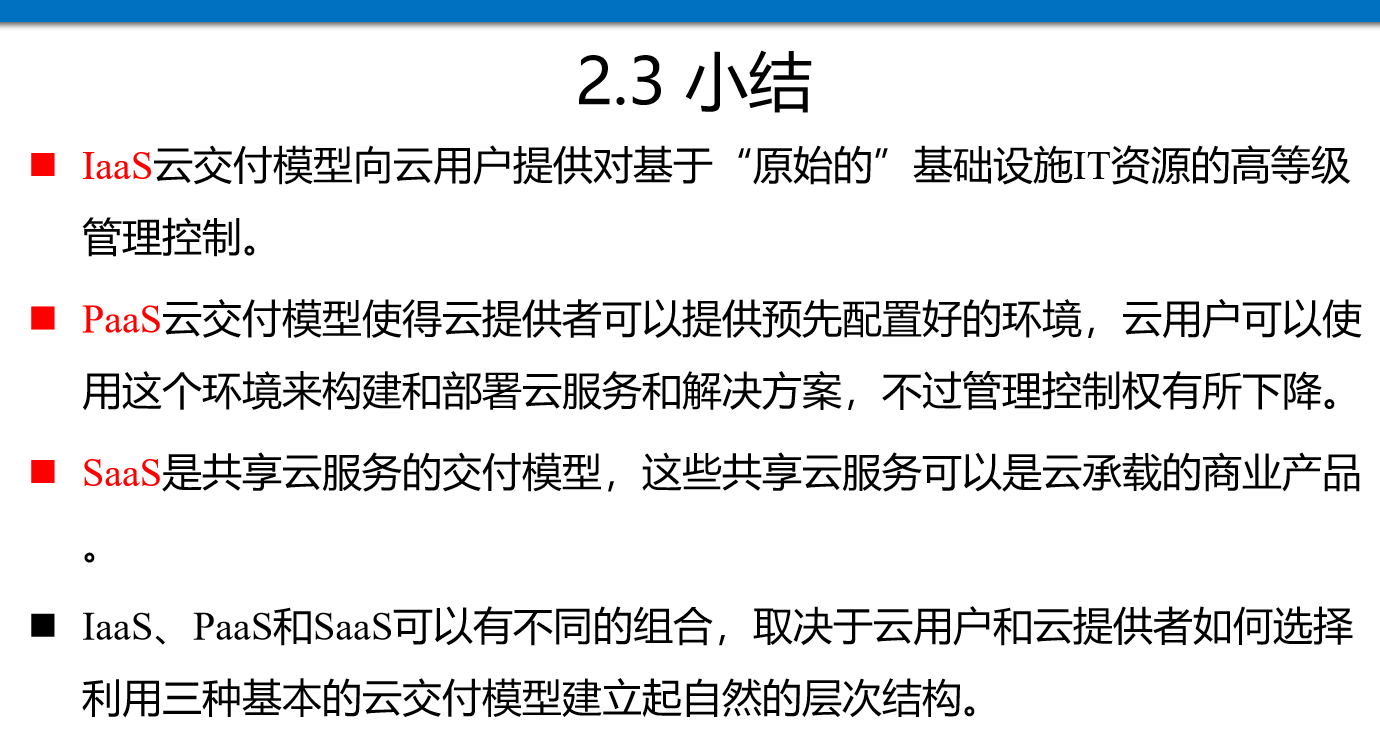 2.3 小结
IaaS云交付模型向云用户提供对基于“原始的”基础设施IT资源的高等级
管理控制。
PaaS云交付模型使得云提供者可以提供预先配置好的环境，云用户可以使
用这个环境来构建和部署云服务和解决方案，不过管理控制权有所下降。
SaaS是共享云服务的交付模型，这些共享云服务可以是云承载的商业产品
。
IaaS、PaaS和SaaS可以有不同的组合，取决于云用户和云提供者如何选择
利用三种基本的云交付模型建立起自然的层次结构。